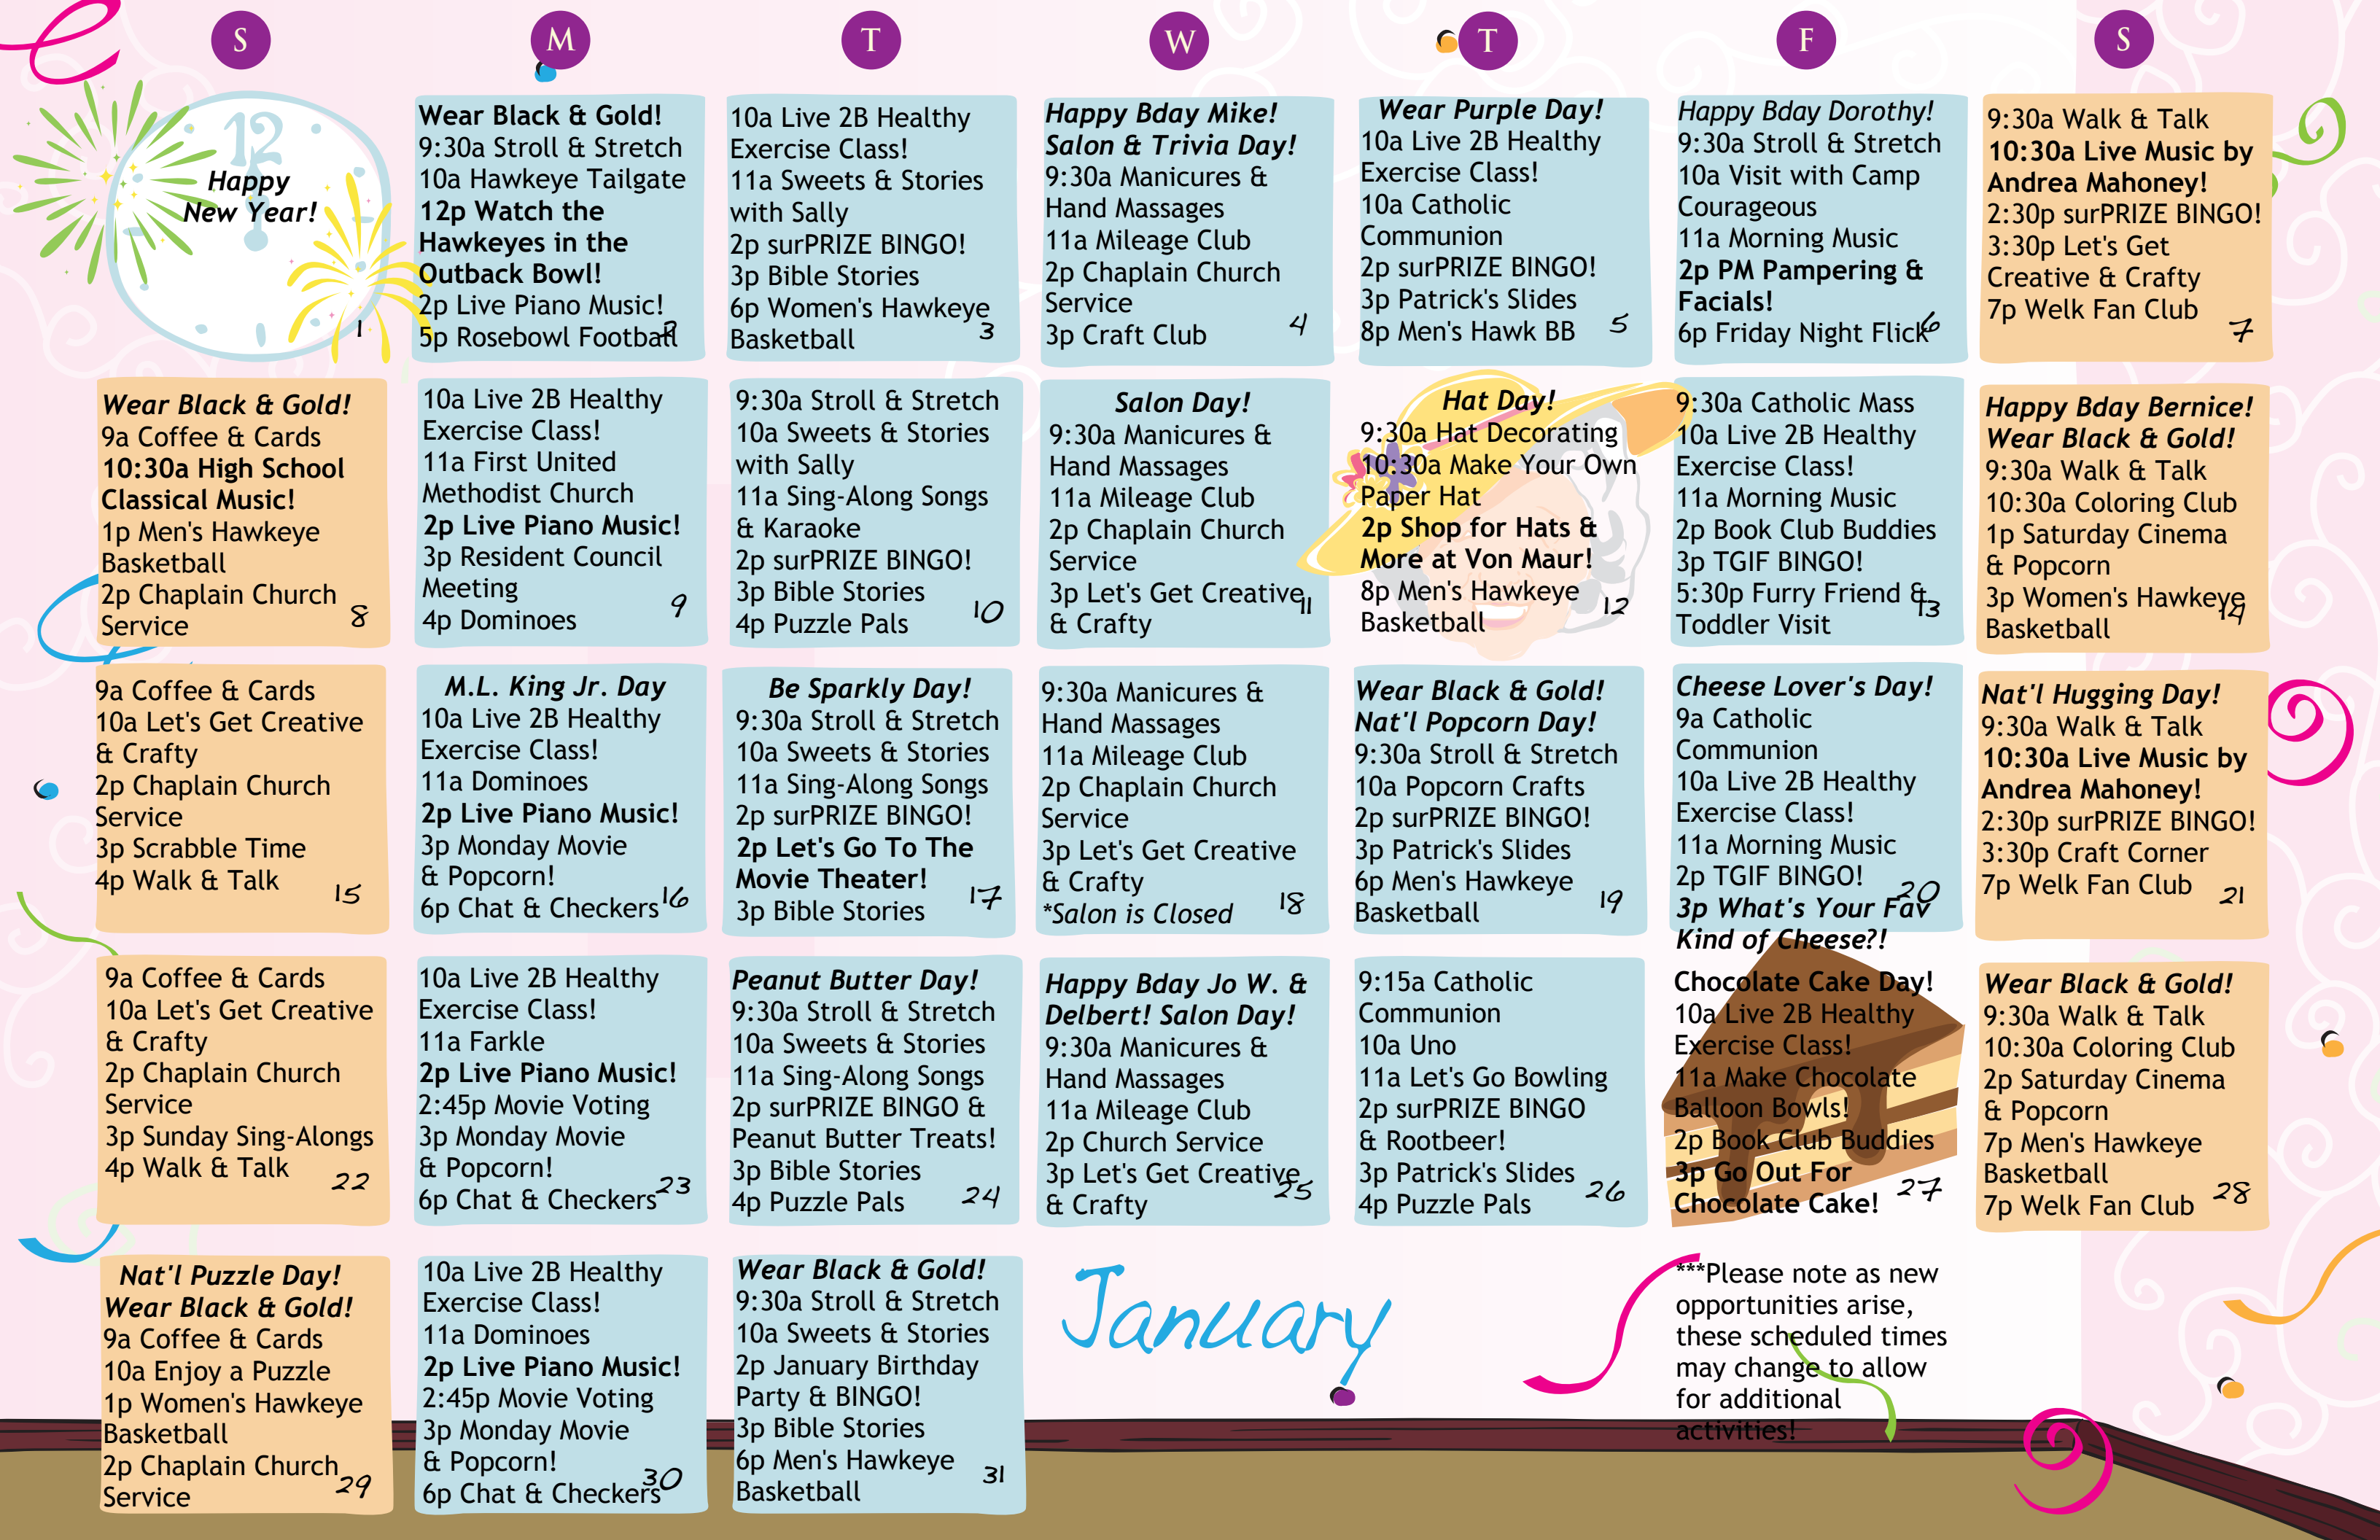 S
M
T
W
T
F
S
12
6
Happy
New Year!
1
Wear Black & Gold!
9:30a Stroll & Stretch
10a Hawkeye Tailgate
12p Watch the
Hawkeyes in the
Outback Bowl!
2p Live Piano Music!
5p Rosebowl Football
2
10a Live 2B Healthy
Exercise Class!
11a Sweets & Stories
with Sally
2p surPRIZE BINGO!
3p Bible Stories
6p Women's Hawkeye
Basketball
3
Happy Bday Mike!
Salon & Trivia Day!
9:30a Manicures &
Hand Massages
11a Mileage Club
2p Chaplain Church
Service
3p Craft Club
4
Wear Purple Day!
10a Live 2B Healthy
Exercise Class!
10a Catholic
Communion
2p surPRIZE BINGO!
3p Patrick's Slides
8p Men's Hawk BB
5
Happy Bday Dorothy!
9:30a Stroll & Stretch
10a Visit with Camp
Courageous
11a Morning Music
2p PM Pampering &
Facials!
6p Friday Night Flick
6
9:30a Walk & Talk
10:30a Live Music by
Andrea Mahoney!
2:30p surPRIZE BINGO!
3:30p Let's Get
Creative & Crafty
7p Welk Fan Club
7
Wear Black & Gold!
9a Coffee & Cards
10:30a High School
Classical Music!
1p Men's Hawkeye
Basketball
2p Chaplain Church
Service
8
10a Live 2B Healthy
Exercise Class!
11a First United
Methodist Church
2p Live Piano Music!
3p Resident Council
Meeting
4p Dominoes
9
9:30a Stroll & Stretch
10a Sweets & Stories
with Sally
11a Sing-Along Songs
& Karaoke
2p surPRIZE BINGO!
3p Bible Stories
4p Puzzle Pals
10
Salon Day!
9:30a Manicures &
Hand Massages
11a Mileage Club
2p Chaplain Church
Service
3p Let's Get Creative
& Crafty
11
Hat Day!
9:30a Hat Decorating
10:30a Make Your Own
Paper Hat
2p Shop for Hats &
More at Von Maur!
8p Men's Hawkeye
Basketball
12
9:30a Catholic Mass
10a Live 2B Healthy
Exercise Class!
11a Morning Music
2p Book Club Buddies
3p TGIF BINGO!
5:30p Furry Friend &
Toddler Visit
13
Happy Bday Bernice!
Wear Black & Gold!
9:30a Walk & Talk
10:30a Coloring Club
1p Saturday Cinema
& Popcorn
3p Women's Hawkeye
Basketball
14
9a Coffee & Cards
10a Let's Get Creative
& Crafty
2p Chaplain Church
Service
3p Scrabble Time
4p Walk & Talk
15
M.L. King Jr. Day
10a Live 2B Healthy
Exercise Class!
11a Dominoes
2p Live Piano Music!
3p Monday Movie
& Popcorn!
6p Chat & Checkers
16
Be Sparkly Day!
9:30a Stroll & Stretch
10a Sweets & Stories
11a Sing-Along Songs
2p surPRIZE BINGO!
2p Let's Go To The
Movie Theater!
3p Bible Stories
17
9:30a Manicures &
Hand Massages
11a Mileage Club
2p Chaplain Church
Service
3p Let's Get Creative
& Crafty
*Salon is Closed
18
Wear Black & Gold!
Nat'l Popcorn Day!
9:30a Stroll & Stretch
10a Popcorn Crafts
2p surPRIZE BINGO!
3p Patrick's Slides
6p Men's Hawkeye
Basketball
19
Cheese Lover's Day!
9a Catholic
Communion
10a Live 2B Healthy
Exercise Class!
11a Morning Music
2p TGIF BINGO!
3p What's Your Fav
Kind of Cheese?!
20
Nat'l Hugging Day!
9:30a Walk & Talk
10:30a Live Music by
Andrea Mahoney!
2:30p surPRIZE BINGO!
3:30p Craft Corner
7p Welk Fan Club
21
9a Coffee & Cards
10a Let's Get Creative
& Crafty
2p Chaplain Church
Service
3p Sunday Sing-Alongs
4p Walk & Talk
22
10a Live 2B Healthy
Exercise Class!
11a Farkle
2p Live Piano Music!
2:45p Movie Voting
3p Monday Movie
& Popcorn!
6p Chat & Checkers
23
Peanut Butter Day!
9:30a Stroll & Stretch
10a Sweets & Stories
11a Sing-Along Songs
2p surPRIZE BINGO &
Peanut Butter Treats!
3p Bible Stories
4p Puzzle Pals
24
Happy Bday Jo W. &
Delbert! Salon Day!
9:30a Manicures &
Hand Massages
11a Mileage Club
2p Church Service
3p Let's Get Creative
& Crafty
25
9:15a Catholic
Communion
10a Uno
11a Let's Go Bowling
2p surPRIZE BINGO
& Rootbeer!
3p Patrick's Slides
4p Puzzle Pals
26
Chocolate Cake Day!
10a Live 2B Healthy
Exercise Class!
11a Make Chocolate
Balloon Bowls!
2p Book Club Buddies
3p Go Out For
Chocolate Cake!
27
Wear Black & Gold!
9:30a Walk & Talk
10:30a Coloring Club
2p Saturday Cinema
& Popcorn
7p Men's Hawkeye
Basketball
7p Welk Fan Club
28
Nat'l Puzzle Day!
Wear Black & Gold!
9a Coffee & Cards
10a Enjoy a Puzzle
1p Women's Hawkeye
Basketball
2p Chaplain Church
Service
29
10a Live 2B Healthy
Exercise Class!
11a Dominoes
2p Live Piano Music!
2:45p Movie Voting
3p Monday Movie
& Popcorn!
6p Chat & Checkers
30
Wear Black & Gold!
9:30a Stroll & Stretch
10a Sweets & Stories
2p January Birthday
Party & BINGO!
3p Bible Stories
6p Men's Hawkeye
Basketball
31
January
***Please note as new
opportunities arise,
these scheduled times
may change to allow
for additional
activities!